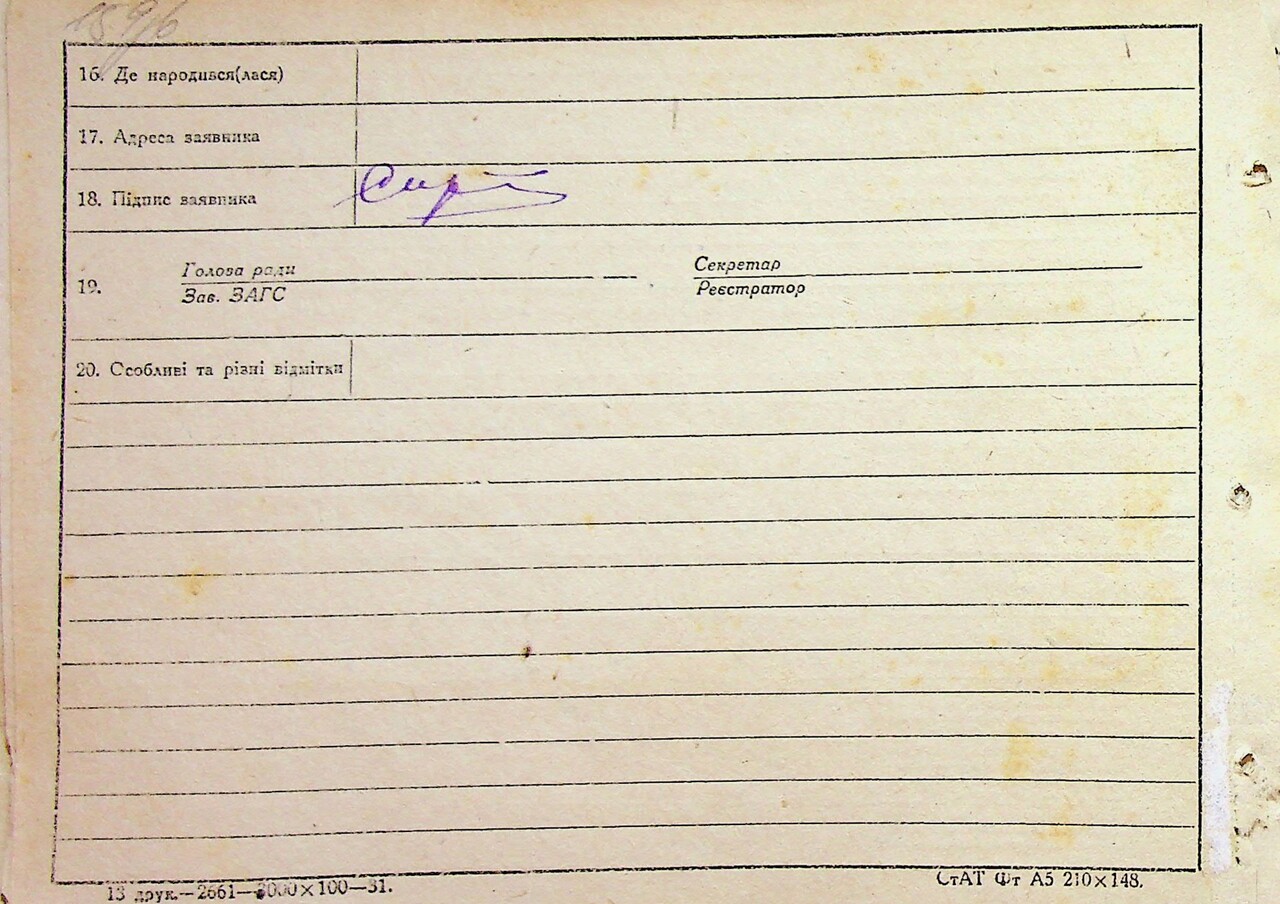 159б
16. Де народився(лася)
17. Адреса заявника
18. Підпис заявника
19. Голова ради Секретар
Зав. ЗАГС Реєстратор
20. Особливі та різні відмітки
13 друк.—2661—3000×100—31. СтАТ Фт А5 210×148.